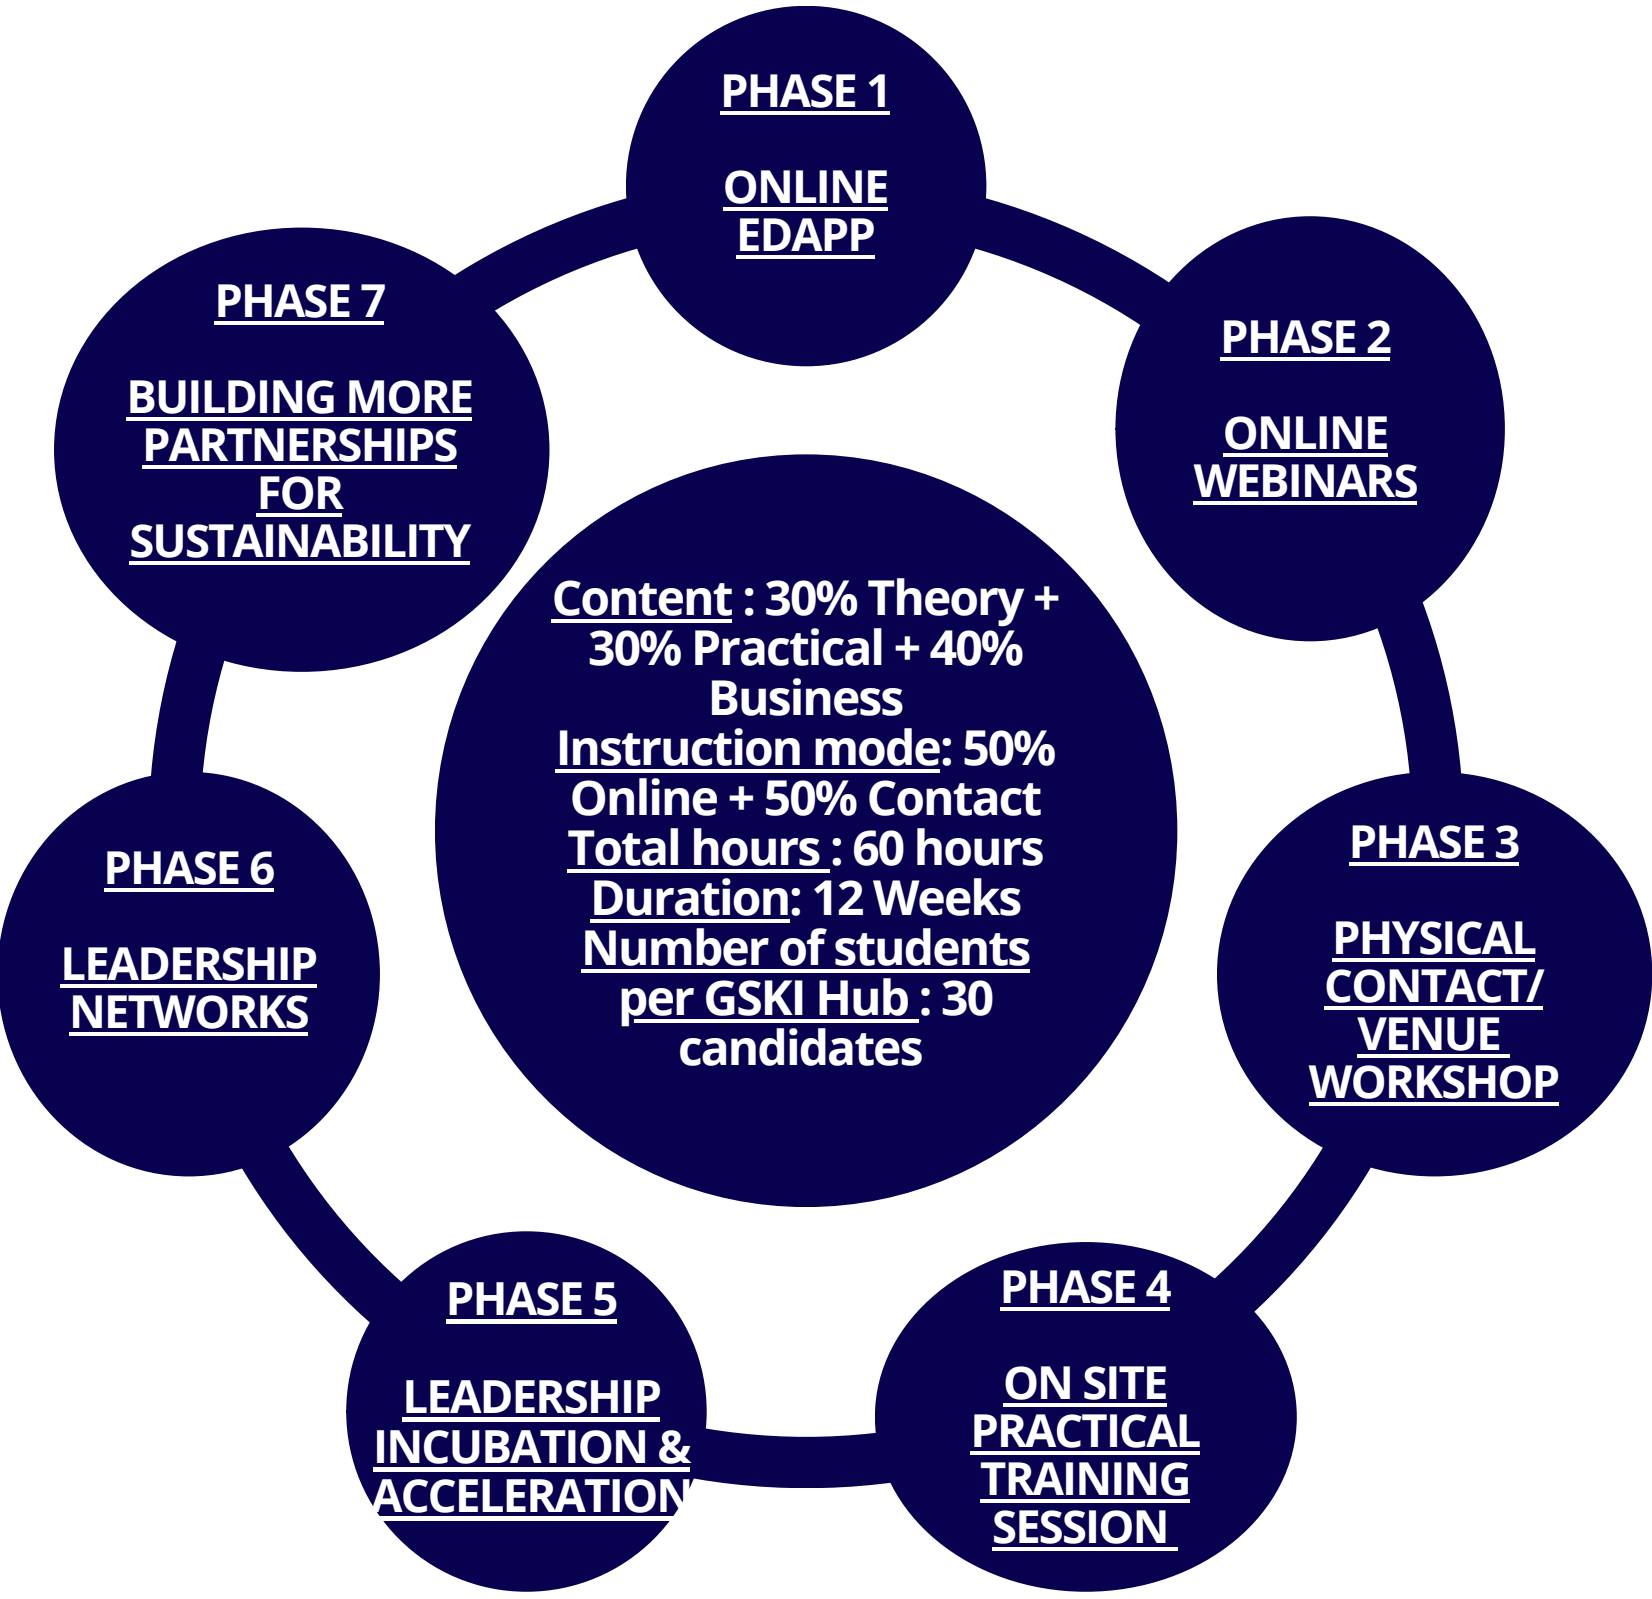 PHASE 1
ONLINE
EDAPP
PHASE 2
ONLINE
WEBINARS
PHASE 3
PHYSICAL
CONTACT/
VENUE
WORKSHOP
PHASE 4
ON SITE
PRACTICAL
TRAINING
SESSION
PHASE 5
LEADERSHIP
INCUBATION &
ACCELERATION
PHASE 6
LEADERSHIP
NETWORKS
PHASE 7
BUILDING MORE
PARTNERSHIPS
FOR
SUSTAINABILITY
Content : 30% Theory +
30% Practical + 40%
Business
Instruction mode: 50%
Online + 50% Contact
Total hours : 60 hours
Duration: 12 Weeks
Number of students
per GSKI Hub : 30
candidates